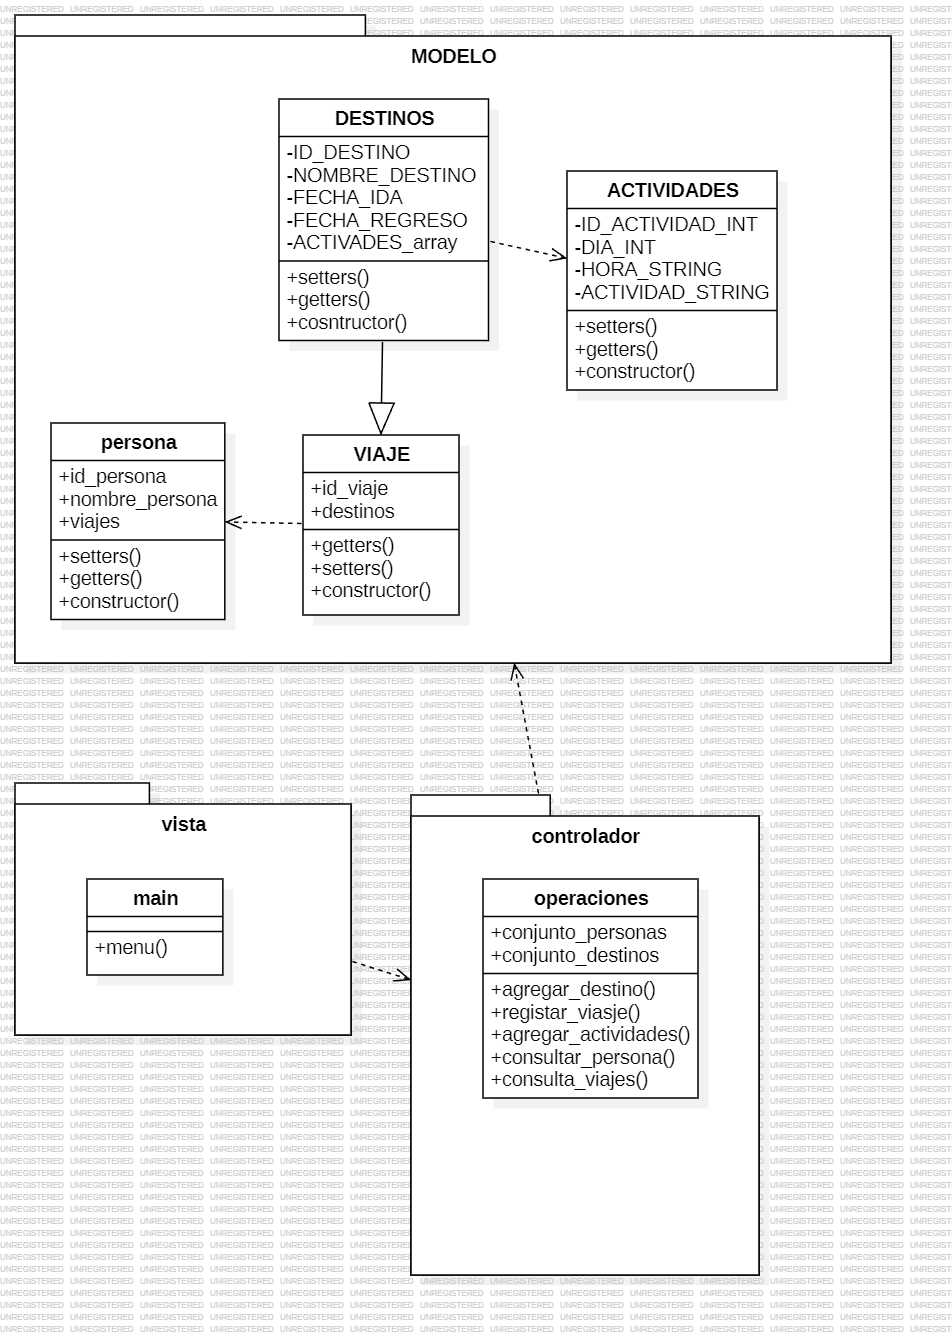 MODELO
DESTINOS
-ID_DESTINO
-NOMBRE_DESTINO
-FECHA_IDA
-FECHA_REGRESO
-ACTIVADES_array
+setters()
+getters()
+cosntructor()
ACTIVIDADES
-ID_ACTIVIDAD_INT
-DIA_INT
-HORA_STRING
-ACTIVIDAD_STRING
+setters()
+getters()
+constructor()
persona
+id_persona
+nombre_persona
+viajes
+setters()
+getters()
+constructor()
VIAJE
+id_viaje
+destinos
+getters()
+setters()
+constructor()
vista
main
+menu()
controlador
operaciones
+conjunto_personas
+conjunto_destinos
+agregar_destino()
+registar_viasje()
+agregar_actividades()
+consultar_persona()
+consulta_viajes()
UNREGISTERED